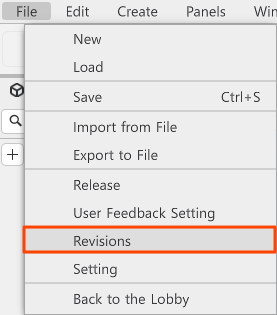 File Edit Create Panels
New
Load
Save Ctrl+S
Import from File
Export to File
Release
User Feedback Setting
Revisions
Setting
Back to the Lobby